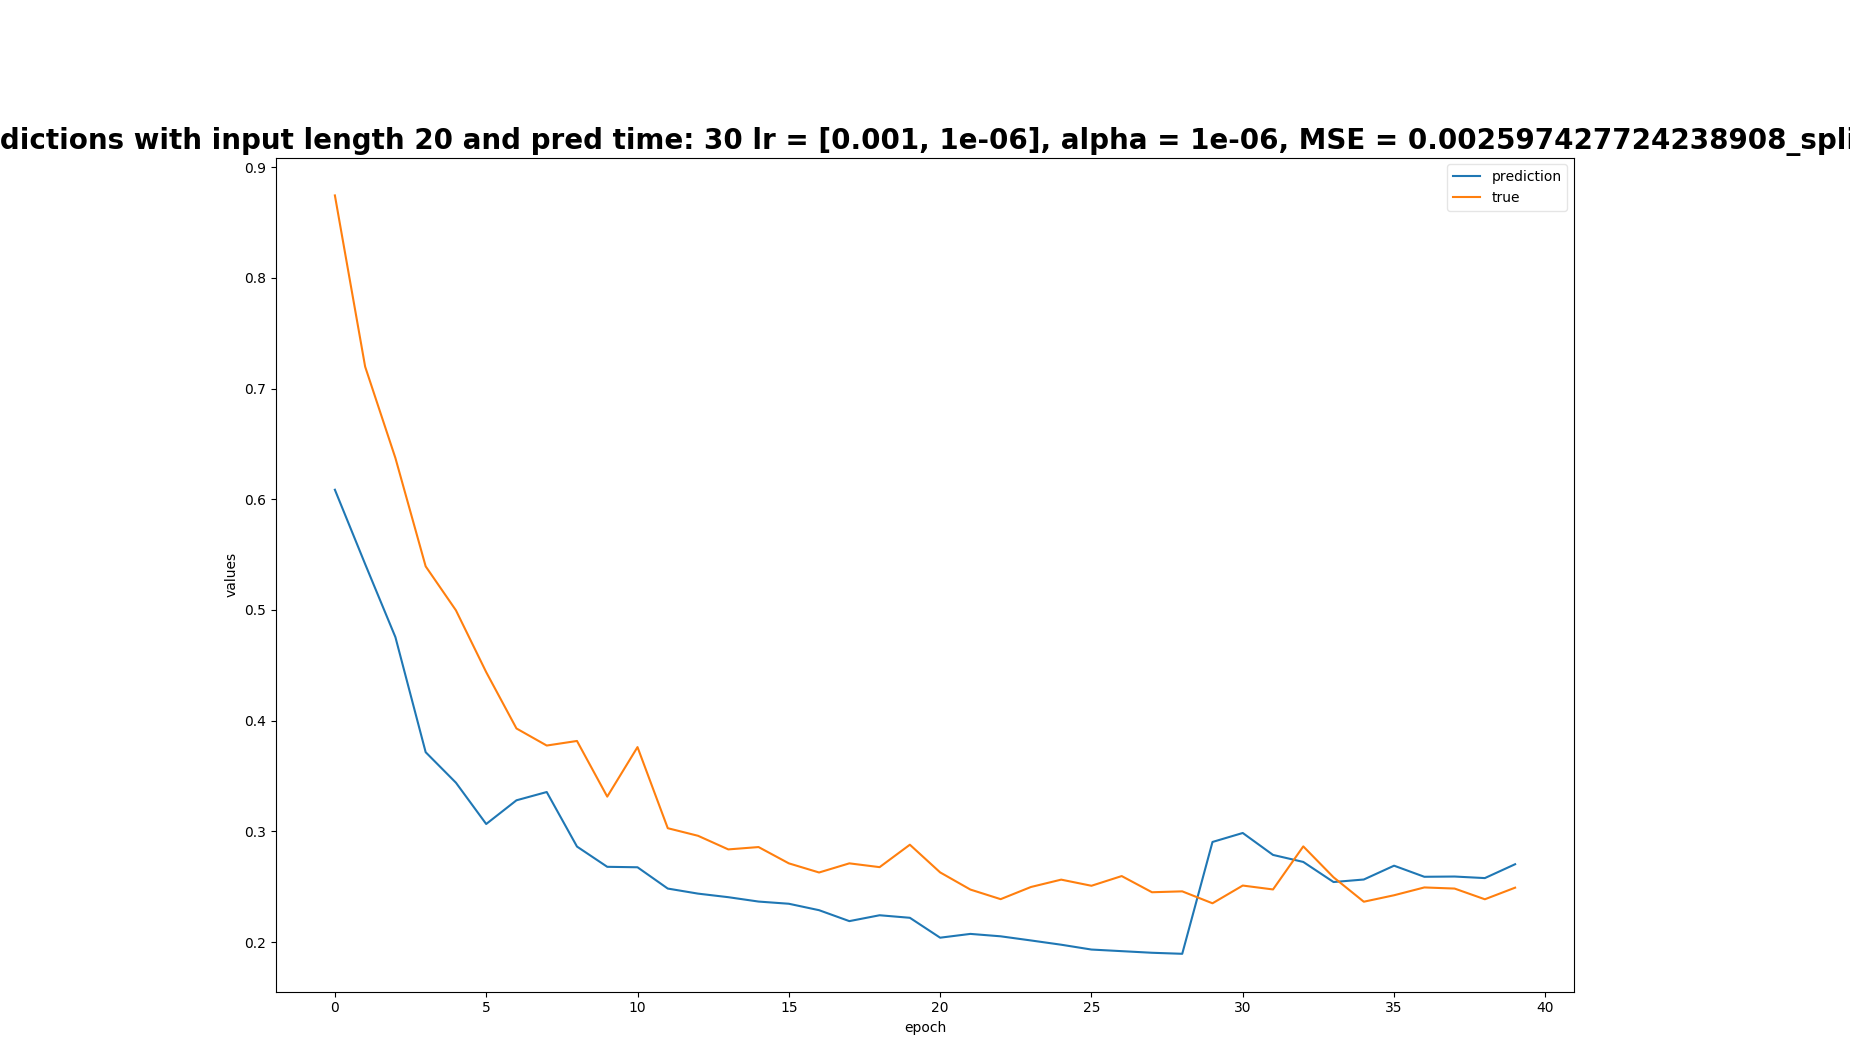 dictions with input length 20 and pred time: 30 lr = [0.001, 1e-06], alpha = 1e-06, MSE = 0.002597427724238908_spli
prediction
true
0.9
0.8
0.7
0.6
0.5
0.4
0.3
0.2
values
0 5 10 15 20 25 30 35 40
epoch